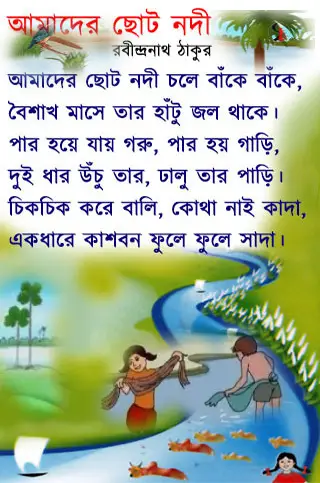 আমাদের ছোট নদী
রবীন্দ্রনাথ ঠাকুর
আমাদের ছোট নদী চলে বাঁকে বাঁকে,
বৈশাখ মাসে তার হাঁটু জল থাকে।
পার হয়ে যায় গরু, পার হয় গাড়ি,
দুই ধার উঁচু তার, ঢালু তার পাড়ি।
চিকচিক করে বালি, কোথা নাই কাদা,
একধারে কাশবন ফুলে ফুলে সাদা।